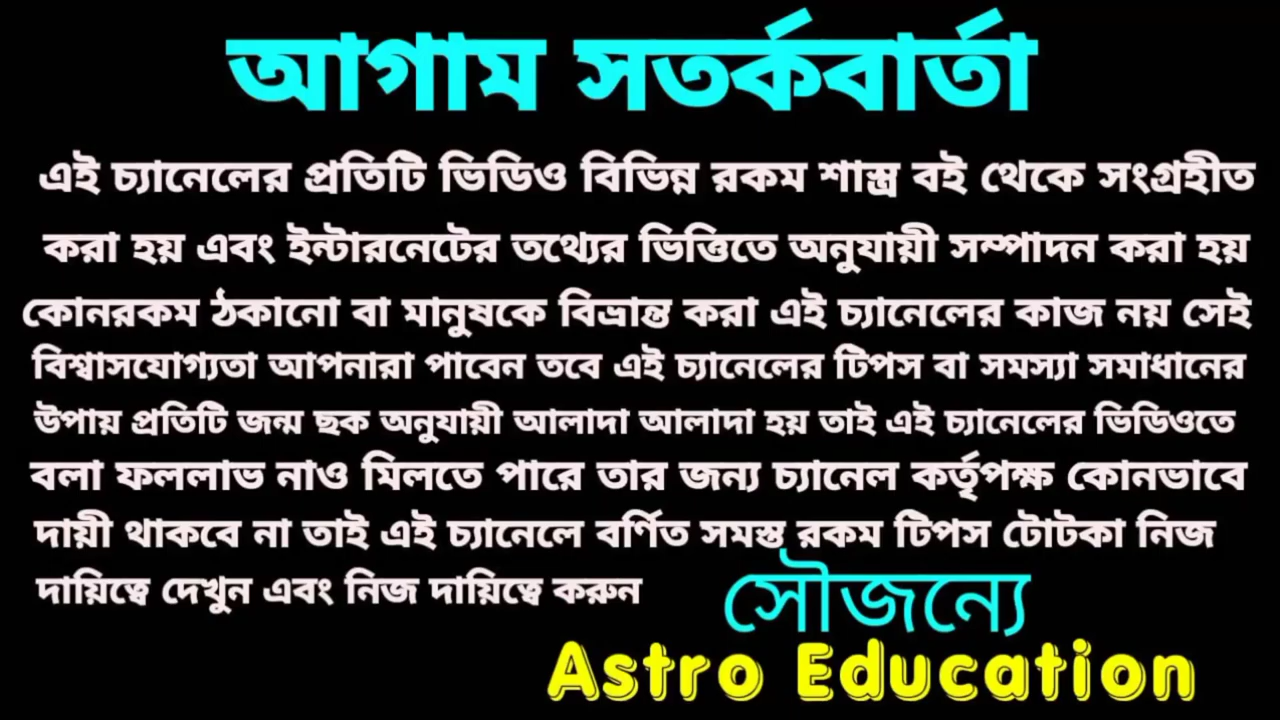 আগাম সতর্কবার্তা
এই চ্যানেলের প্রতিটি ভিডিও বিভিন্ন রকম শাস্ত্র বই থেকে সংগ্রহীত
করা হয় এবং ইন্টারনেটের তথ্যের ভিত্তিতে অনুযায়ী সম্পাদন করা হয়
কোনরকম ঠকানো বা মানুষকে বিভ্রান্ত করা এই চ্যানেলের কাজ নয় সেই
বিশ্বাসযোগ্যতা আপনারা পাবেন তবে এই চ্যানেলের টিপস বা সমস্যা সমাধানের
উপায় প্রতিটি জন্ম ছক অনুযায়ী আলাদা আলাদা হয় তাই এই চ্যানেলের ভিডিওতে
বলা ফললাভ নাও মিলতে পারে তার জন্য চ্যানেল কর্তৃপক্ষ কোনভাবে
দায়ী থাকবে না তাই এই চ্যানেলে বর্ণিত সমস্ত রকম টিপস টোটকা নিজ
দায়িত্বে দেখুন এবং নিজ দায়িত্বে করুন
সৌজন্যে
Astro Education